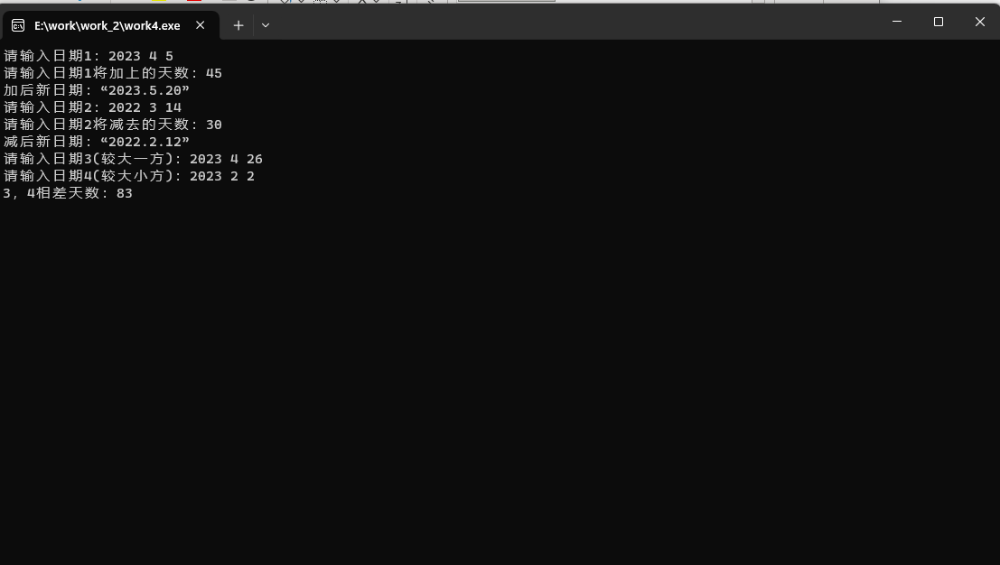 E:\work\work_2\work4.exe
请输入日期1: 2023 4 5
请输入日期1将加上的天数: 45
加后新日期: “2023.5.20”
请输入日期2: 2022 3 14
请输入日期2将减去的天数: 30
减后新日期: “2022.2.12”
请输入日期3(较大一方): 2023 4 26
请输入日期4(较大小方): 2023 2 2
3, 4相差天数: 83